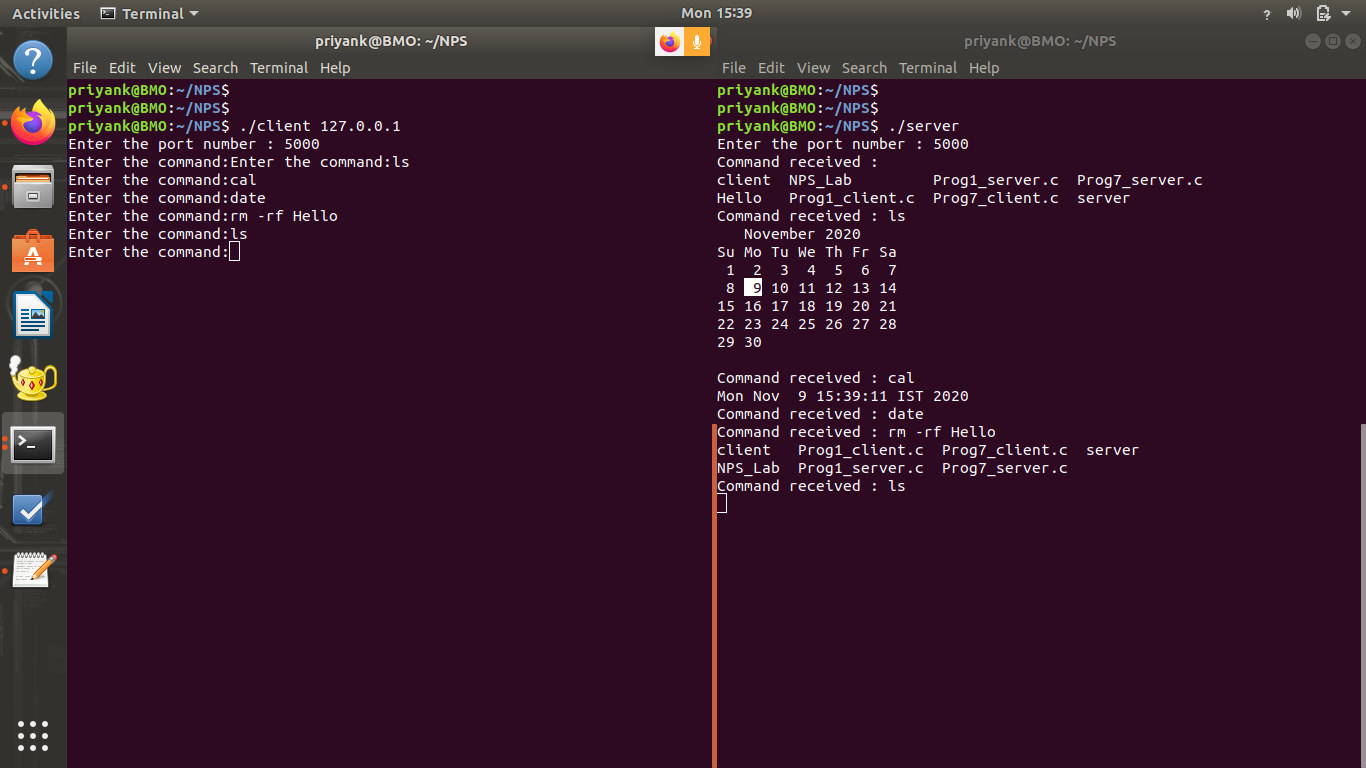 Activities Terminal Mon 15:39 ?
priyank@BMO: ~/NPS
File Edit View Search Terminal Help
priyank@BMO:~/NPS$
priyank@BMO:~/NPS$
priyank@BMO:~/NPS$ ./client 127.0.0.1
Enter the port number : 5000
Enter the command:Enter the command:ls
Enter the command:cal
Enter the command:date
Enter the command:rm -rf Hello
Enter the command:ls
Enter the command:
priyank@BMO: ~/NPS
File Edit View Search Terminal Help
priyank@BMO:~/NPS$
priyank@BMO:~/NPS$
priyank@BMO:~/NPS$ ./server
Enter the port number : 5000
Command received :
client  NPS_Lab         Prog1_server.c  Prog7_server.c
Hello   Prog1_client.c  Prog7_client.c  server
Command received : ls
   November 2020
Su Mo Tu We Th Fr Sa
 1  2  3  4  5  6  7
 8  9 10 11 12 13 14
15 16 17 18 19 20 21
22 23 24 25 26 27 28
29 30
Command received : cal
Mon Nov  9 15:39:11 IST 2020
Command received : date
Command received : rm -rf Hello
client   Prog1_client.c  Prog7_client.c  server
NPS_Lab  Prog1_server.c  Prog7_server.c
Command received : ls